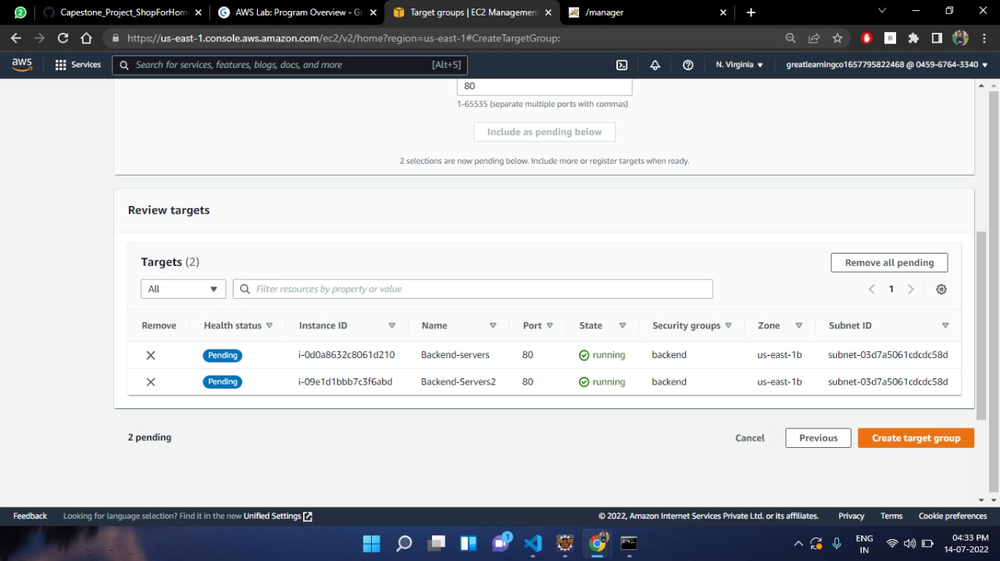 2
Capestone_Project_ShopForHom
AWS Lab: Program Overview - Gr
Target groups | EC2 Management
/manager
https://us-east-1.console.aws.amazon.com/ec2/v2/home?region=us-east-1#CreateTargetGroup:
aws
Services
Search for services, features, blogs, docs, and more
[Alt+S]
N. Virginia
greatlearningco1657795822468 @ 0459-6764-3340
80
1-65535 (separate multiple ports with commas)
Include as pending below
2 selections are now pending below. Include more or register targets when ready.
Review targets
Targets (2)
Remove all pending
All
Filter resources by property or value
1
Remove Health status Instance ID Name Port State Security groups Zone Subnet ID
Pending i-0d0a8632c8061d210 Backend-servers 80 running backend us-east-1b subnet-03d7a5061cdcdc58d
Pending i-09e1d1bbb7c3f6abd Backend-Servers2 80 running backend us-east-1b subnet-03d7a5061cdcdc58d
2 pending
Cancel
Previous
Create target group
Feedback
Looking for language selection? Find it in the new Unified Settings
© 2022, Amazon Internet Services Private Ltd. or its affiliates.
Privacy
Terms
Cookie preferences
1
ENG
IN
04:33 PM
14-07-2022